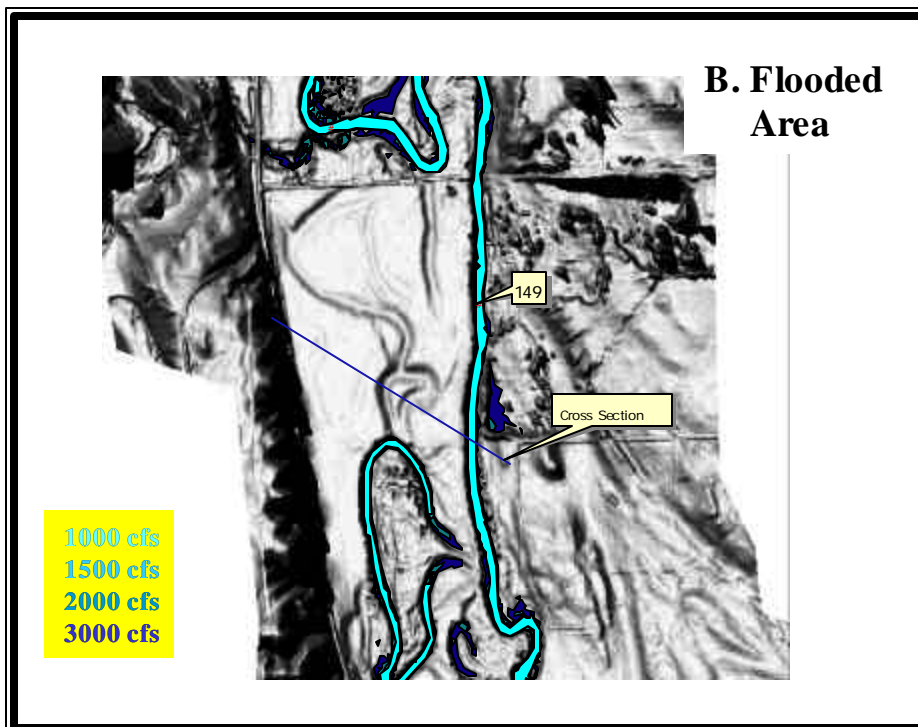 B. Flooded
Area
149
Cross Section
1000 cfs
1500 cfs
2000 cfs
3000 cfs